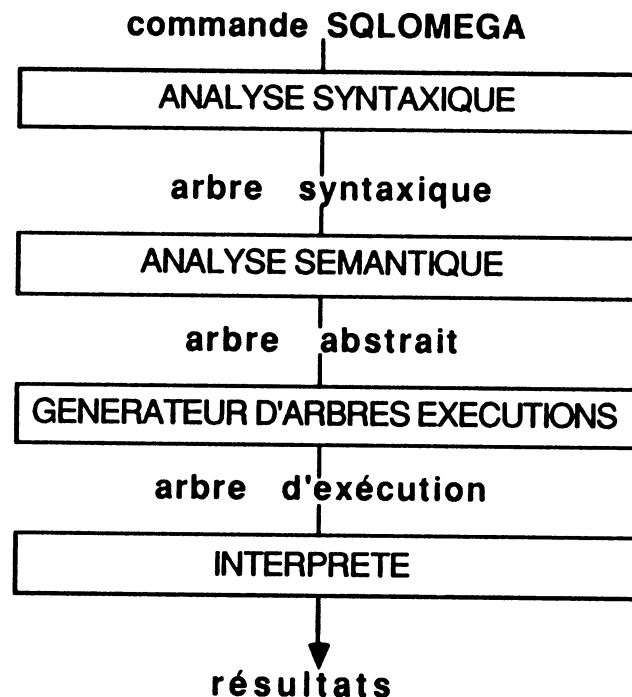 commande SQLOMEGA
ANALYSE SYNTAXIQUE
arbre syntaxique
ANALYSE SEMANTIQUE
arbre abstrait
GENERATEUR D'ARBRES EXECUTIONS
arbre d'exécution
INTERPRETE
résultats